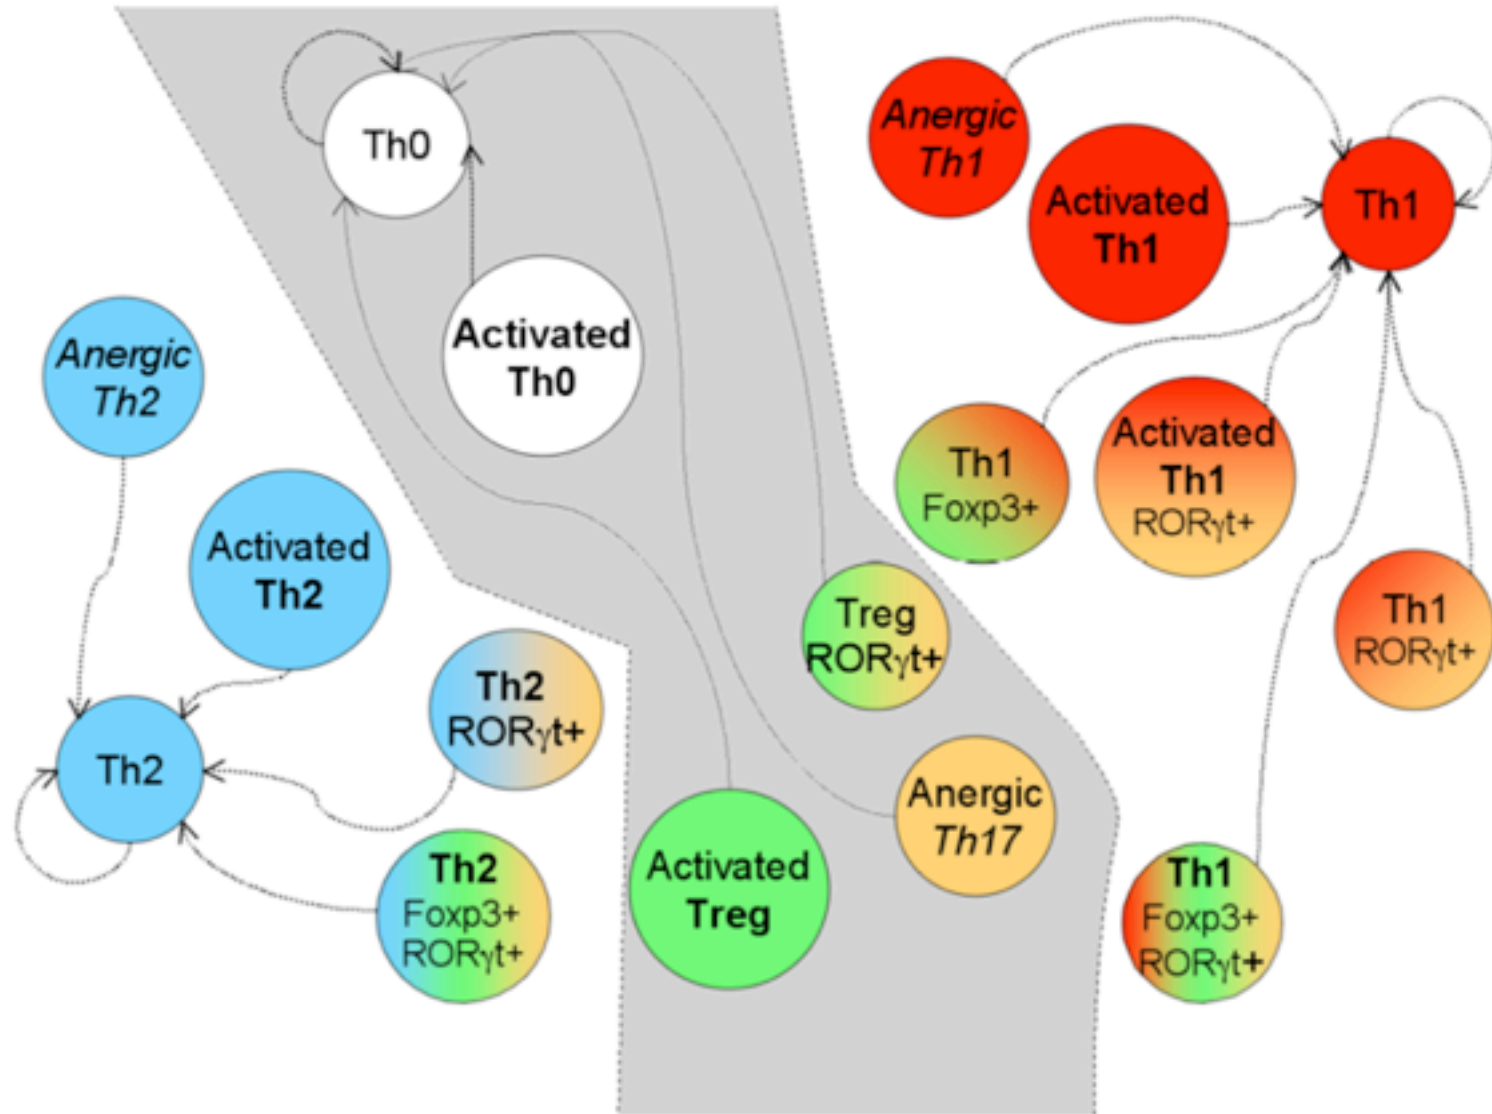 Th0
Anergic
Th1
Activated
Th1
Th1
Activated
Th0
Anergic
Th2
Th1
Foxp3+
Activated
Th1
RORγt+
Activated
Th2
Treg
RORγt+
Th1
RORγt+
Th2
RORγt+
Th2
Anergic
Th17
Activated
Treg
Th2
Foxp3+
RORγt+
Th1
Foxp3+
RORγt+